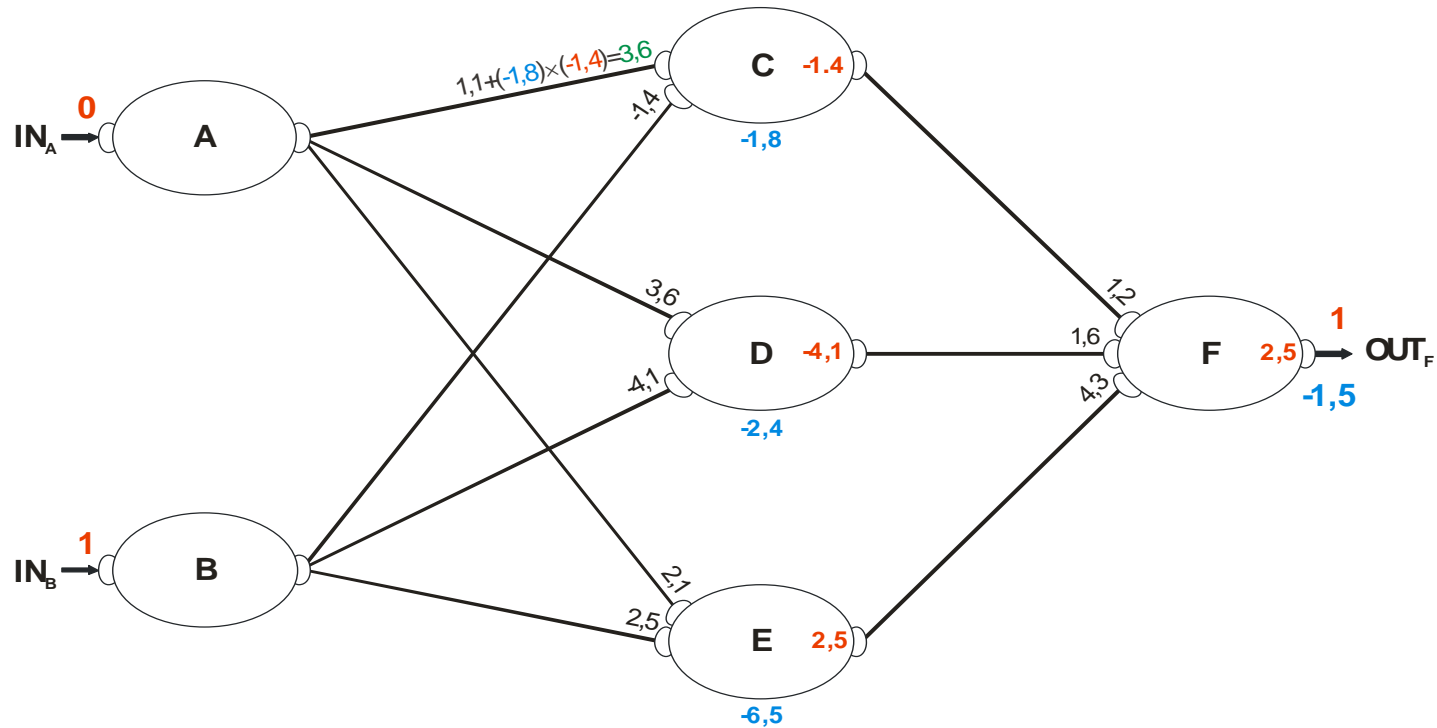 0
IN_A
A
1,1+(-1,8)×(-1,4)=3,6
-1,4
C
-1.4
-1,8
3,6
-4,1
D
-4,1
-2,4
1,2
1,6
4,3
F
2,5
1
OUT_F
-1,5
1
IN_B
B
2,1
2,5
E
2,5
-6,5